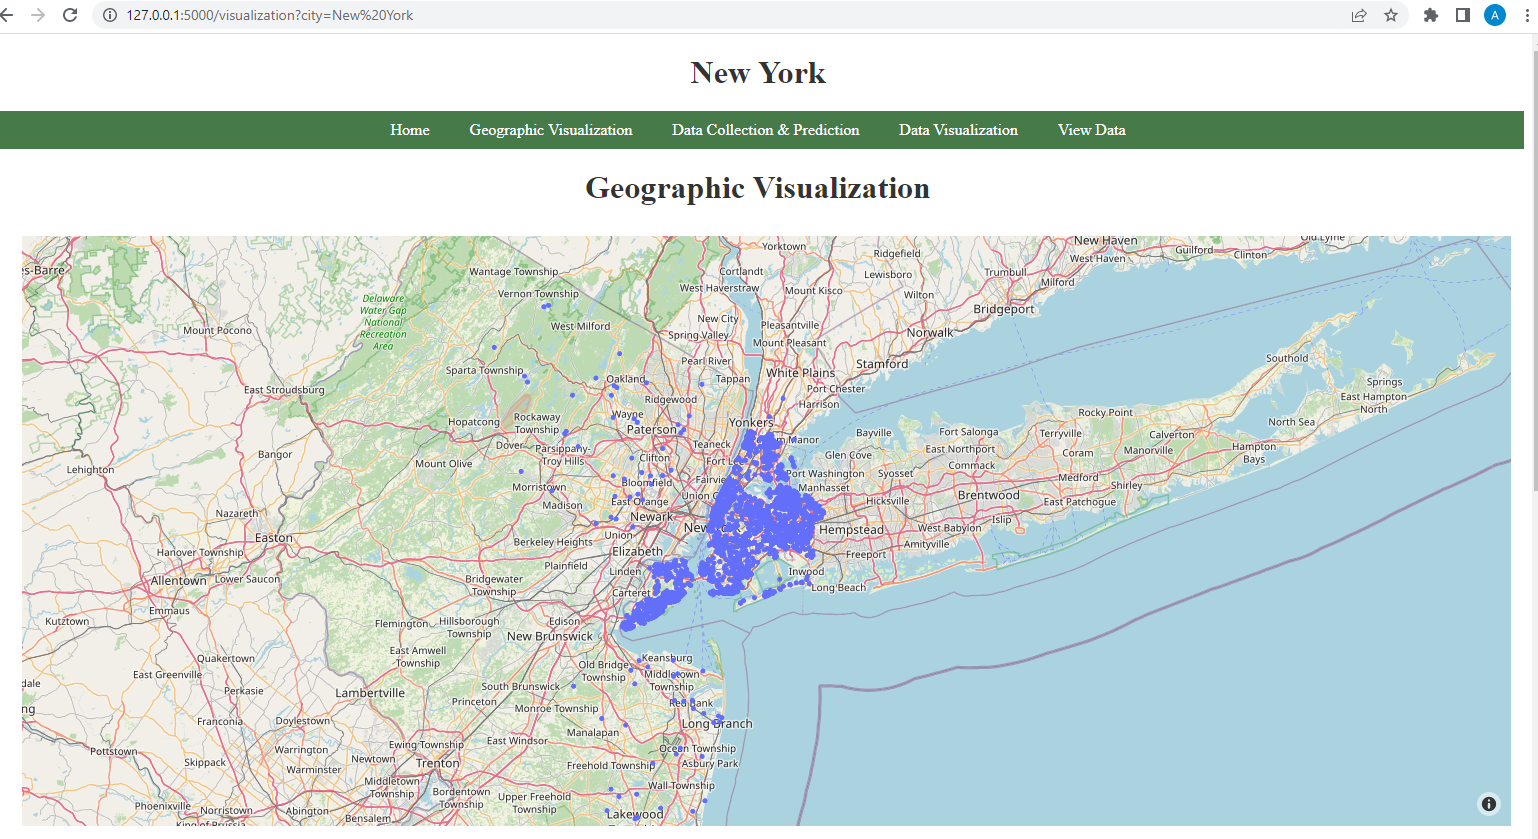 127.0.0.1:5000/visualization?city=New%20York
A
New York
Home Geographic Visualization Data Collection & Prediction Data Visualization View Data
Geographic Visualization
Yorktown
New Haven
Old Lyme
Guilford
Clinton
Ridgefield
West Haven
es-Barre
Wantage Township
Cortlandt
Lewisboro
Trumbull
Milford
Vernon Township
West Haverstraw
Mount Kisco
Wilton
Delaware
Water Gap
National
Recreation
Area
Bridgeport
Mount Pocono
West Milford
New City
Pleasantville
Norwalk
Spring Valley
Mount Pleasant
Pearl River
Stamford
Southold
Sparta Township
Oakland
Tappan
White Plains
East Stroudsburg
Port Chester
Springs
Ridgewood
Harrison
East Hampton
North
Hopatcong
Rockaway
Township
Wayne
Rocky Point
North Sea
Paterson
Yonkers
Bayville
Fort Salonga
Terryville
Calverton
Dover
Parsippany-
Troy Hills
Teaneck
m Manor
East Northport
Coram
Manorville
Hampton
Bays
Bangor
Mount Olive
Clifton
Fort L
Glen Cove
Commack
Lehighton
Bloomfield
Fairvie
Port Washington
Syosset
Medford
Shirley
Morristown
Manhasset
Brentwood
Union C
Hicksville
East Patchogue
Madison
East Orange
Nazareth
Newark
New
Hempstead
West Babylon
Islip
Easton
Union
Berkeley Heights
Amityville
Hanover Township
Elizabeth
Freeport
Plainfield
Linden
Inwood
Allentown
Lower Saucon
Bridgewater
Township
Carteret
Long Beach
Emmaus
Kutztown
Flemington
Hillsborough
Township
Edison
New Brunswick
East Amwell
Township
Quakertown
Old Bridge
Township
Keansburg
East Greenville
Middletown
Township
dale
Perkasie
Lambertville
South Brunswick
Princeton
Red Bank
ng
Monroe Township
Franconia
Doylestown
Long Branch
Manalapan
Pottstown
Warrington
Ewing Township
East Windsor
Ocean Township
Skippack
Newtown
Trenton
Freehold Township
Asbury Park
Warminster
Middletown
Township
Wall Township
Bordentown
Township
Upper Freehold
Township
Phoenixville
Norristown
Abington
Bensalem
Lakewood
King of Prussia